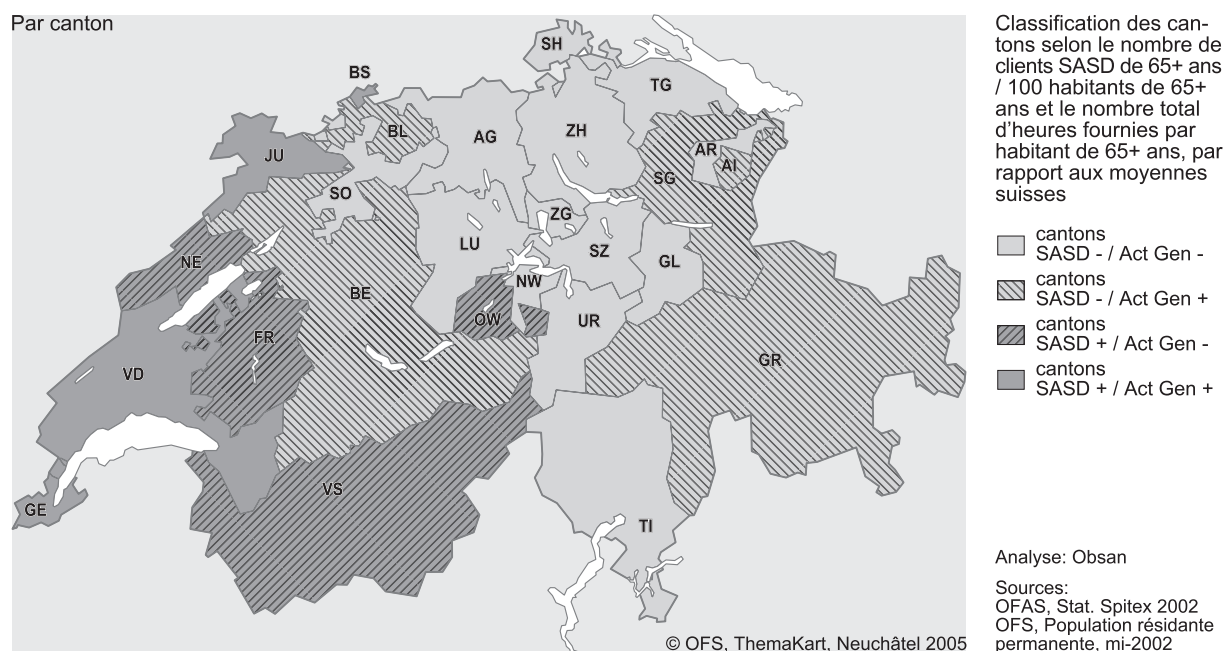 Par canton
SH
BS
TG
BL
AG
ZH
JU
AR
AI
SG
SO
ZG
LU
SZ
NE
GL
NW
BE
OW
UR
FR
GR
VD
VS
GE
TI
© OFS, ThemaKart, Neuchâtel 2005
Classification des can-
tons selon le nombre de
clients SASD de 65+ ans
/ 100 habitants de 65+
ans et le nombre total
d'heures fournies par
habitant de 65+ ans, par
rapport aux moyennes
suisses
cantons
SASD - / Act Gen -
cantons
SASD - / Act Gen +
cantons
SASD + / Act Gen -
cantons
SASD + / Act Gen +
Analyse: Obsan
Sources:
OFAS, Stat. Spitex 2002
OFS, Population résidante
permanente, mi-2002